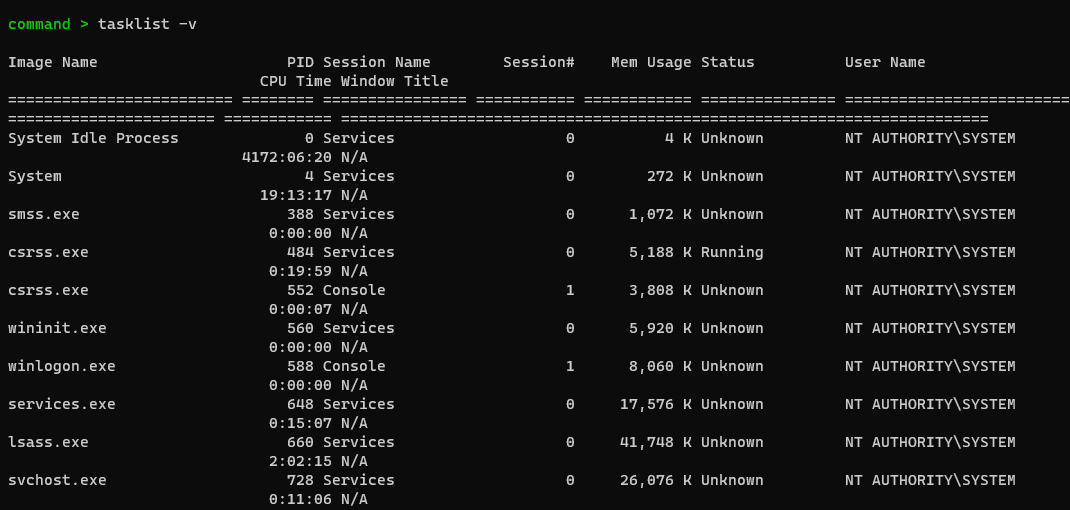 command > tasklist -v
Image Name                     PID Session Name        Session#    Mem Usage Status          User Name
                            CPU Time Window Title
========================= ======== ================ =========== ============ =============== =========================
======================= ============ ========================================================================
System Idle Process              0 Services                   0          4 K Unknown         NT AUTHORITY\SYSTEM
                          4172:06:20 N/A
System                           4 Services                   0        272 K Unknown         NT AUTHORITY\SYSTEM
                            19:13:17 N/A
smss.exe                       388 Services                   0      1,072 K Unknown         NT AUTHORITY\SYSTEM
                             0:00:00 N/A
csrss.exe                      484 Services                   0      5,188 K Running         NT AUTHORITY\SYSTEM
                             0:19:59 N/A
csrss.exe                      552 Console                    1      3,808 K Unknown         NT AUTHORITY\SYSTEM
                             0:00:07 N/A
wininit.exe                    560 Services                   0      5,920 K Unknown         NT AUTHORITY\SYSTEM
                             0:00:00 N/A
winlogon.exe                   588 Console                    1      8,060 K Unknown         NT AUTHORITY\SYSTEM
                             0:00:00 N/A
services.exe                   648 Services                   0     17,576 K Unknown         NT AUTHORITY\SYSTEM
                             0:15:07 N/A
lsass.exe                      660 Services                   0     41,748 K Unknown         NT AUTHORITY\SYSTEM
                             2:02:15 N/A
svchost.exe                    728 Services                   0     26,076 K Unknown         NT AUTHORITY\SYSTEM
                             0:11:06 N/A